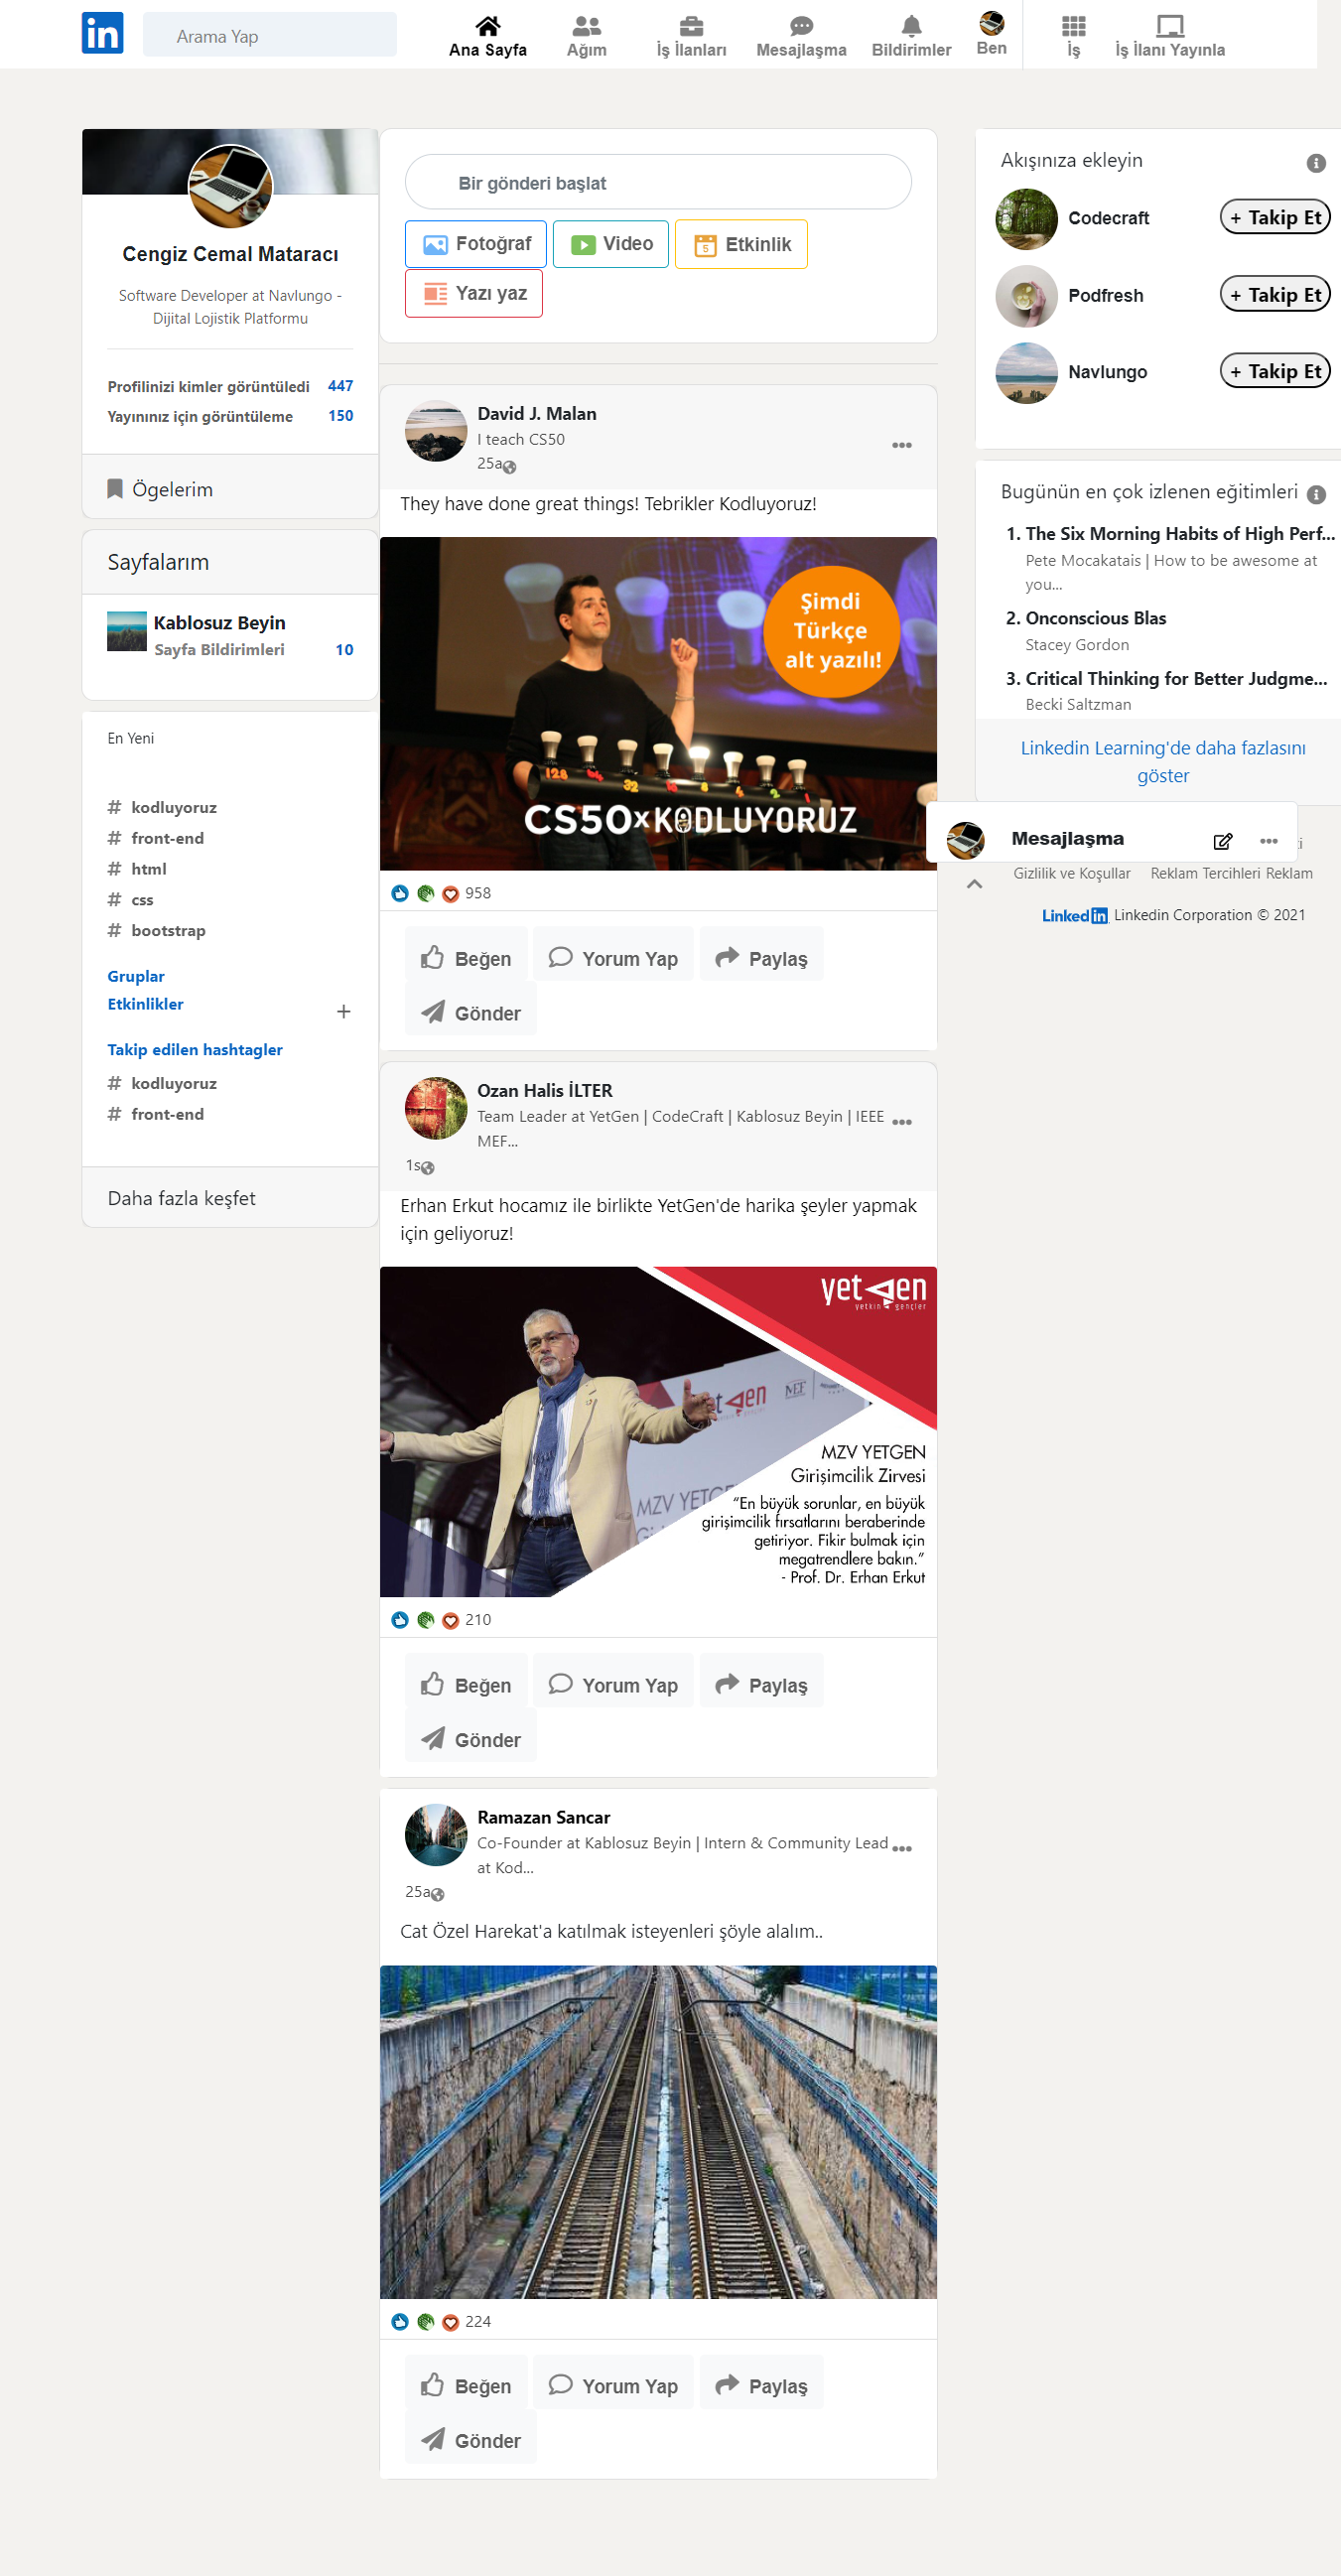 in
Arama Yap
Ana Sayfa
Ağım
İş İlanları
Mesajlaşma
Bildirimler
Ben
İş
İş İlanı Yayınla
Cengiz Cemal Mataracı
Software Developer at Navlungo -
Dijital Lojistik Platformu
Profilinizi kimler görüntüledi 447
Yayınınız için görüntüleme 150
Ögelerim
Sayfalarım
Kablosuz Beyin
Sayfa Bildirimleri 10
En Yeni
# kodluyoruz
# front-end
# html
# css
# bootstrap
Gruplar
Etkinlikler
+
Takip edilen hashtagler
# kodluyoruz
# front-end
Daha fazla keşfet
Bir gönderi başlat
Fotoğraf
Video
5
Etkinlik
Yazı yaz
David J. Malan
I teach CS50
25a
They have done great things! Tebrikler Kodluyoruz!
Şimdi
Türkçe
alt yazılı!
128 64 32 16 8 4 2 1
CS50xKODLUYORUZ
958
Beğen
Yorum Yap
Paylaş
Gönder
Ozan Halis İLTER
Team Leader at YetGen | CodeCraft | Kablosuz Beyin | IEEE
MEF...
1s
Erhan Erkut hocamız ile birlikte YetGen'de harika şeyler yapmak
için geliyoruz!
yetgen
yetkin gençler
MEF
MZV YETGEN
Girişimcilik Zirvesi
"En büyük sorunlar, en büyük
girişimcilik fırsatlarını beraberinde
getiriyor. Fikir bulmak için
megatrendlere bakın."
- Prof. Dr. Erhan Erkut
210
Beğen
Yorum Yap
Paylaş
Gönder
Ramazan Sancar
Co-Founder at Kablosuz Beyin | Intern & Community Lead
at Kod...
25a
Cat Özel Harekat'a katılmak isteyenleri şöyle alalım..
224
Beğen
Yorum Yap
Paylaş
Gönder
Akışınıza ekleyin
Codecraft
+ Takip Et
Podfresh
+ Takip Et
Navlungo
+ Takip Et
Bugünün en çok izlenen eğitimleri
1. The Six Morning Habits of High Perf...
Pete Mocakatais | How to be awesome at
you...
2. Onconscious Blas
Stacey Gordon
3. Critical Thinking for Better Judgme...
Becki Saltzman
Linkedin Learning'de daha fazlasını
göster
Mesajlaşma
Gizlilik ve Koşullar
Reklam Tercihleri Reklam
Linkedin Linkedin Corporation © 2021